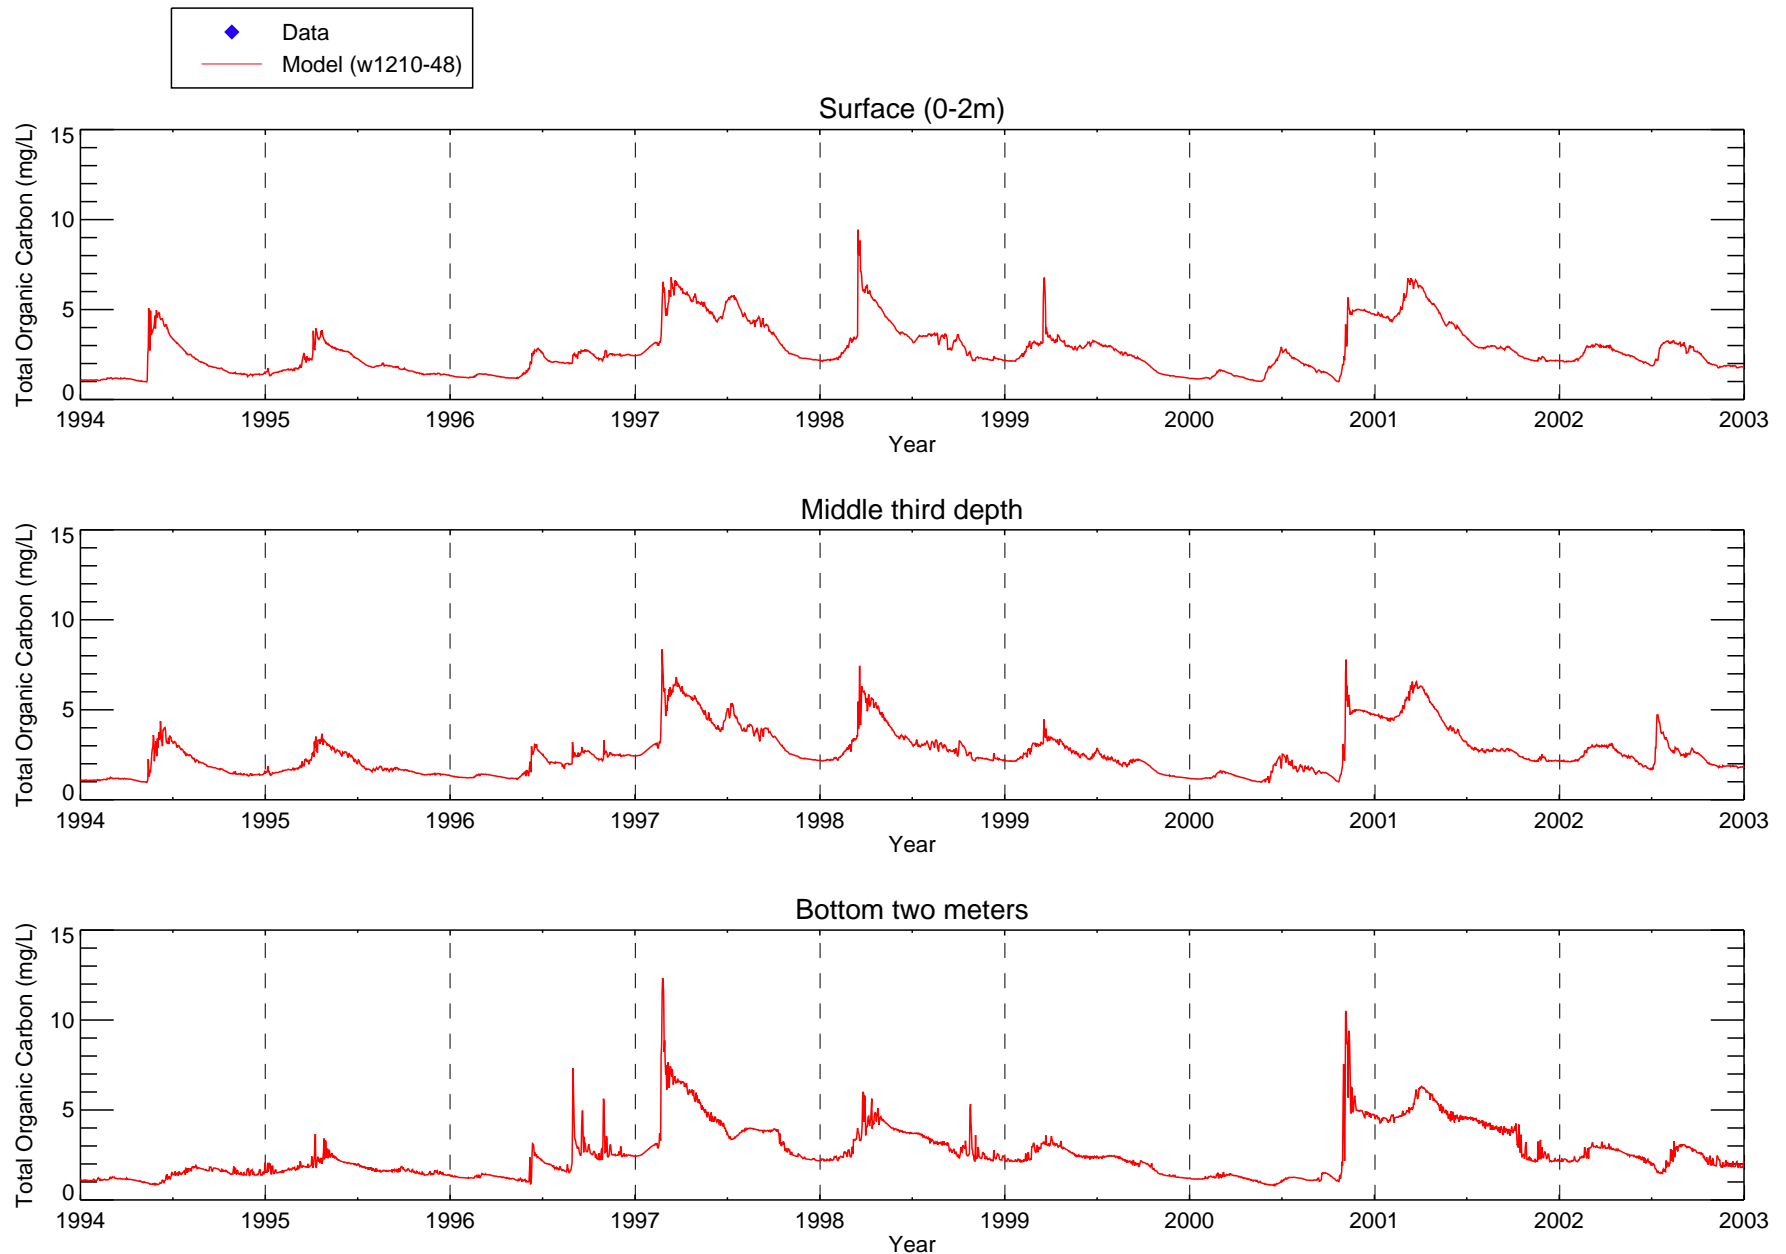 Data
Model (w1210-48)
Surface (0-2m)
Total Organic Carbon (mg/L)
15
10
5
0
1994 1995 1996 1997 1998 1999 2000 2001 2002 2003
Year
Middle third depth
Total Organic Carbon (mg/L)
15
10
5
0
1994 1995 1996 1997 1998 1999 2000 2001 2002 2003
Year
Bottom two meters
Total Organic Carbon (mg/L)
15
10
5
0
1994 1995 1996 1997 1998 1999 2000 2001 2002 2003
Year